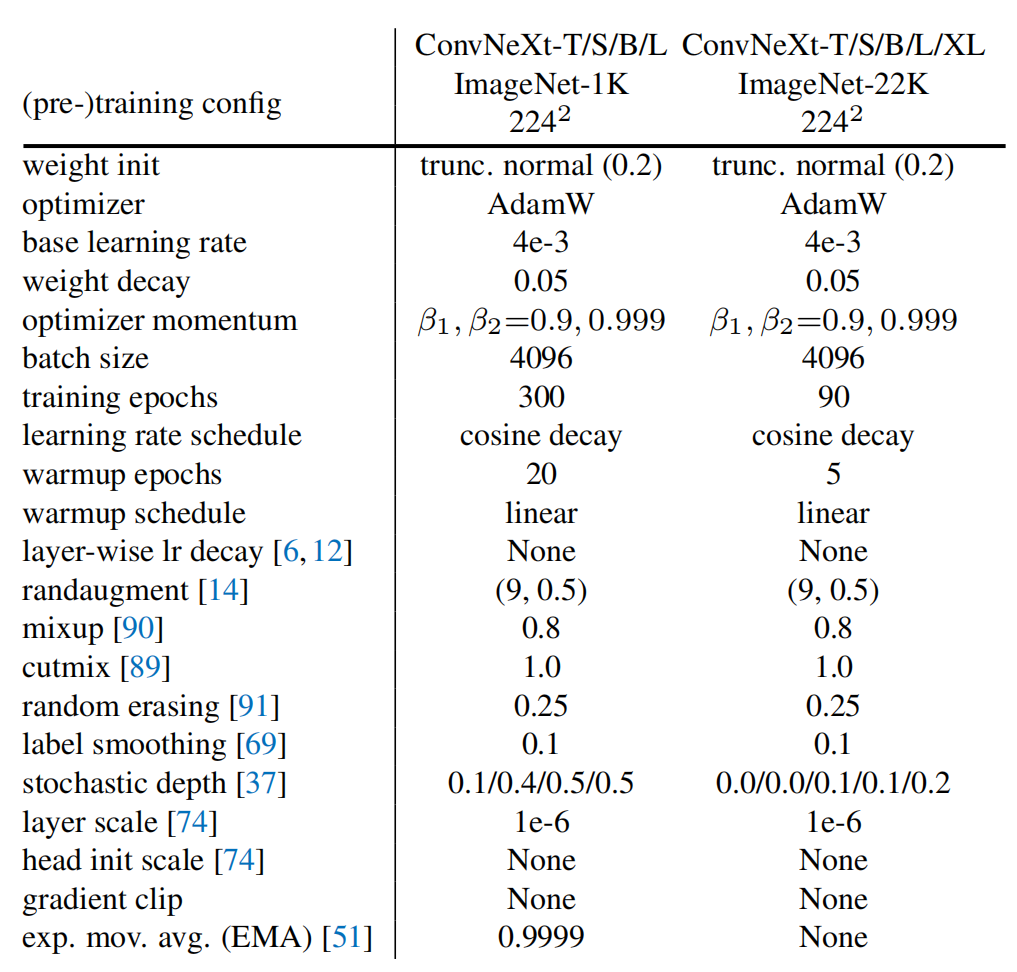 ConvNeXt-T/S/B/L ConvNeXt-T/S/B/L/XL
(pre-)training config ImageNet-1K ImageNet-22K
224² 224²
weight init trunc. normal (0.2) trunc. normal (0.2)
optimizer AdamW AdamW
base learning rate 4e-3 4e-3
weight decay 0.05 0.05
optimizer momentum β₁, β₂=0.9, 0.999 β₁, β₂=0.9, 0.999
batch size 4096 4096
training epochs 300 90
learning rate schedule cosine decay cosine decay
warmup epochs 20 5
warmup schedule linear linear
layer-wise lr decay [6, 12] None None
randaugment [14] (9, 0.5) (9, 0.5)
mixup [90] 0.8 0.8
cutmix [89] 1.0 1.0
random erasing [91] 0.25 0.25
label smoothing [69] 0.1 0.1
stochastic depth [37] 0.1/0.4/0.5/0.5 0.0/0.0/0.1/0.1/0.2
layer scale [74] 1e-6 1e-6
head init scale [74] None None
gradient clip None None
exp. mov. avg. (EMA) [51] 0.9999 None